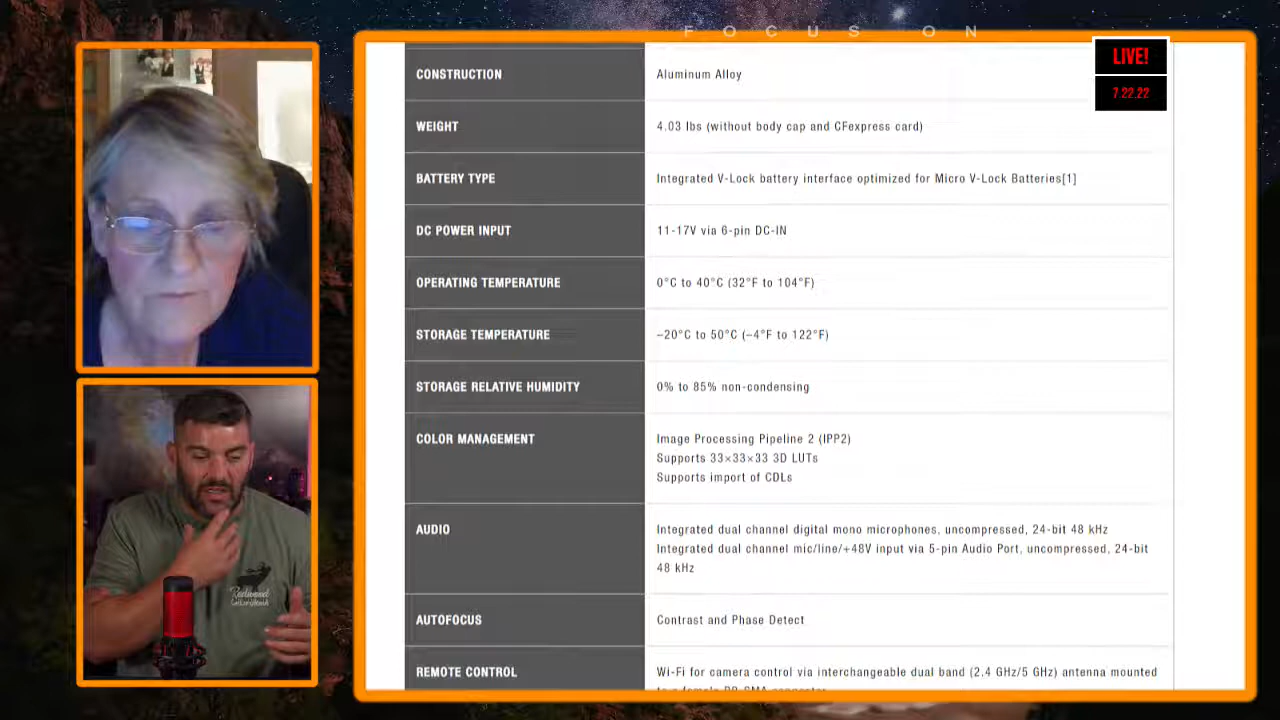 FOCUS ON
LIVE!
7 22.22
CONSTRUCTION
Aluminum Alloy
WEIGHT
4.03 lbs (without body cap and CFexpress card)
BATTERY TYPE
Integrated V-Lock battery interface optimized for Micro V-Lock Batteries[1]
DC POWER INPUT
11-17V via 6-pin DC-IN
OPERATING TEMPERATURE
0°C to 40°C (32°F to 104°F)
STORAGE TEMPERATURE
–20°C to 50°C (–4°F to 122°F)
STORAGE RELATIVE HUMIDITY
0% to 85% non-condensing
COLOR MANAGEMENT
Image Processing Pipeline 2 (IPP2)
Supports 33×33×33 3D LUTs
Supports import of CDLs
AUDIO
Integrated dual channel digital mono microphones, uncompressed, 24-bit 48 kHz
Integrated dual channel mic/line/+48V input via 5-pin Audio Port, uncompressed, 24-bit
48 kHz
AUTOFOCUS
Contrast and Phase Detect
REMOTE CONTROL
Wi-Fi for camera control via interchangeable dual band (2.4 GHz/5 GHz) antenna mounted
Redwood